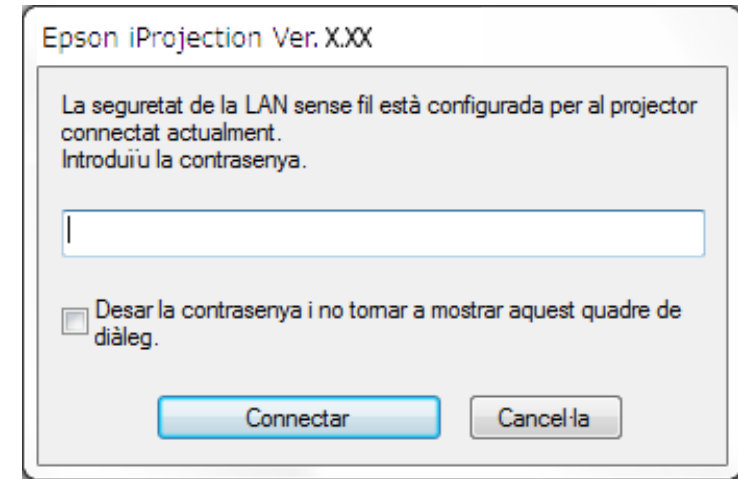 Epson iProjection Ver. X.XX
La seguretat de la LAN sense fil està configurada per al projector
connectat actualment.
Introduïu la contrasenya.
Desar la contrasenya i no tornar a mostrar aquest quadre de
diàleg.
Connectar
Cancel·la